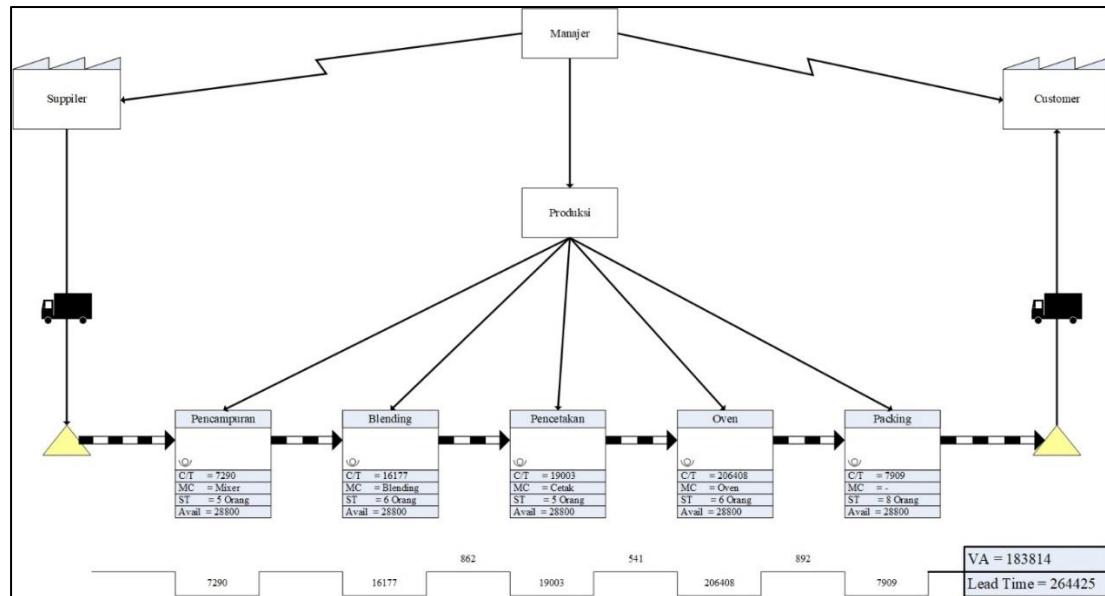 Manajer
Suppiler
Customer
Produksi
Pencampuran
C/T = 7290
MC = Mixer
ST = 5 Orang
Avail = 28800
Blending
C/T = 16177
MC = Blending
ST = 6 Orang
Avail = 28800
Pencetakan
C/T = 19003
MC = Cetak
ST = 5 Orang
Avail = 28800
Oven
C/T = 206408
MC = Oven
ST = 6 Orang
Avail = 28800
Packing
C/T = 7909
MC = -
ST = 8 Orang
Avail = 28800
862
541
892
7290
16177
19003
206408
7909
VA = 183814
Lead Time = 264425